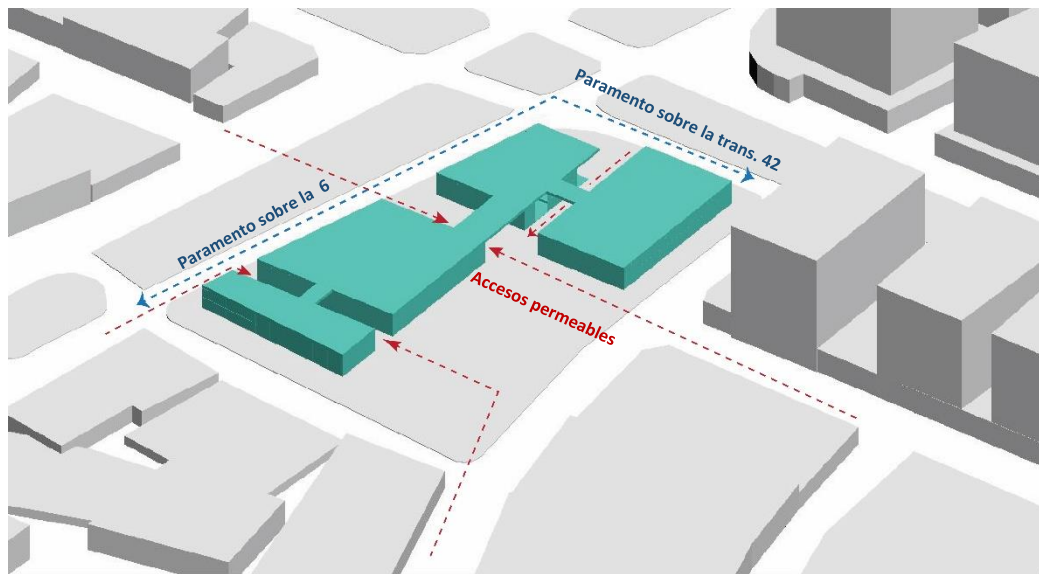 Paramento sobre la trans. 42
Paramento sobre la 6
Accesos permeables